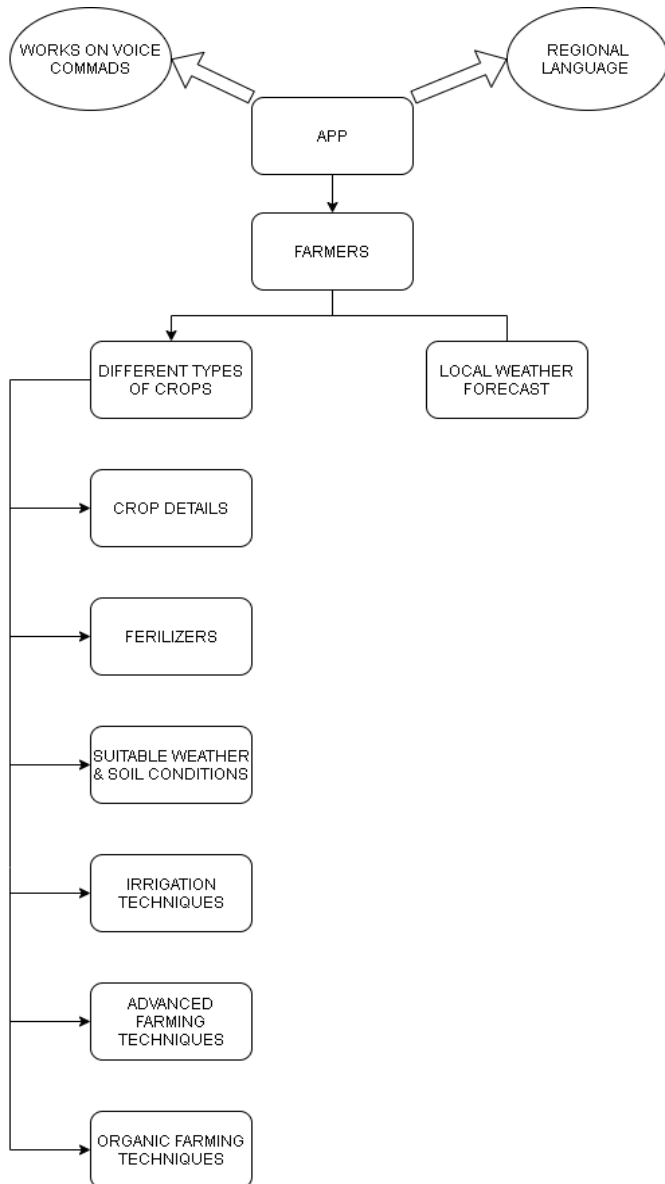 WORKS ON VOICE
COMMADS
REGIONAL
LANGUAGE
APP
FARMERS
DIFFERENT TYPES
OF CROPS
LOCAL WEATHER
FORECAST
CROP DETAILS
FERILIZERS
SUITABLE WEATHER
& SOIL CONDITIONS
IRRIGATION
TECHNIQUES
ADVANCED
FARMING
TECHNIQUES
ORGANIC FARMING
TECHNIQUES